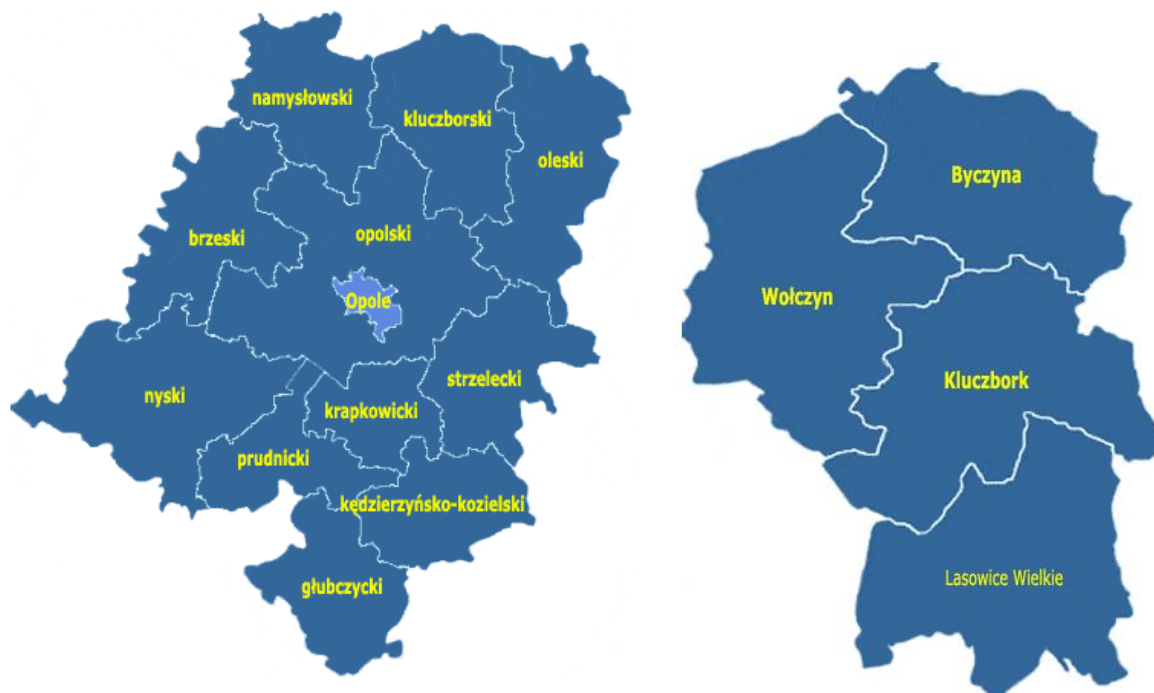 namysłowski
kluczborski
oleski
brzeski
opolski
Opole
nyski
strzelecki
krapkowicki
prudnicki
kędzierzyńsko-kozielski
głubczycki
Byczyna
Wołczyn
Kluczbork
Lasowice Wielkie